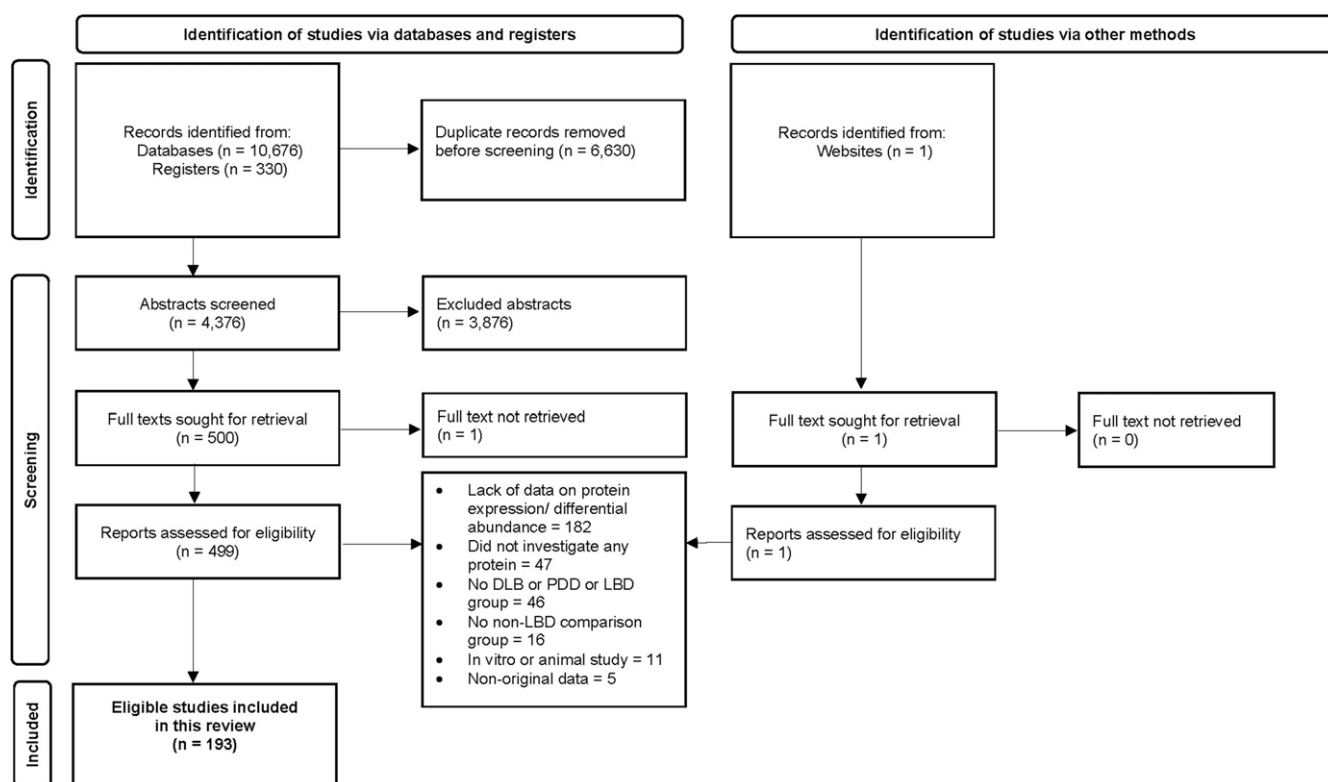 Identification of studies via databases and registers
Identification of studies via other methods
Identification
Records identified from:
Databases (n = 10,676)
Registers (n = 330)
Duplicate records removed
before screening (n = 6,630)
Records identified from:
Websites (n = 1)
Screening
Abstracts screened
(n = 4,376)
Excluded abstracts
(n = 3,876)
Full texts sought for retrieval
(n = 500)
Full text not retrieved
(n = 1)
Full text sought for retrieval
(n = 1)
Full text not retrieved
(n = 0)
Reports assessed for eligibility
(n = 499)
• Lack of data on protein
expression/ differential
abundance = 182
• Did not investigate any
protein = 47
• No DLB or PDD or LBD
group = 46
• No non-LBD comparison
group = 16
• In vitro or animal study = 11
• Non-original data = 5
Reports assessed for eligibility
(n = 1)
Included
Eligible studies included
in this review
(n = 193)